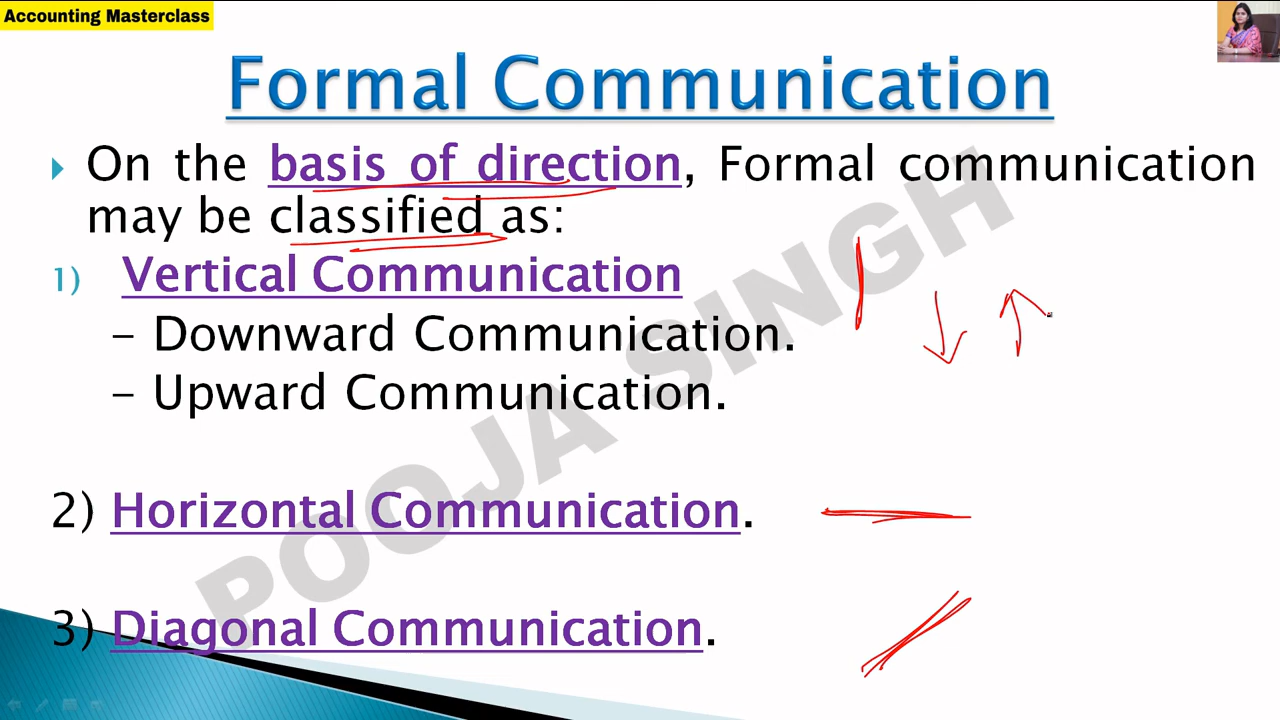 Accounting Masterclass
Formal Communication
On the basis of direction, Formal communication
may be classified as:
1) Vertical Communication
– Downward Communication.
– Upward Communication.
2) Horizontal Communication.
3) Diagonal Communication.
POOJA SINGH